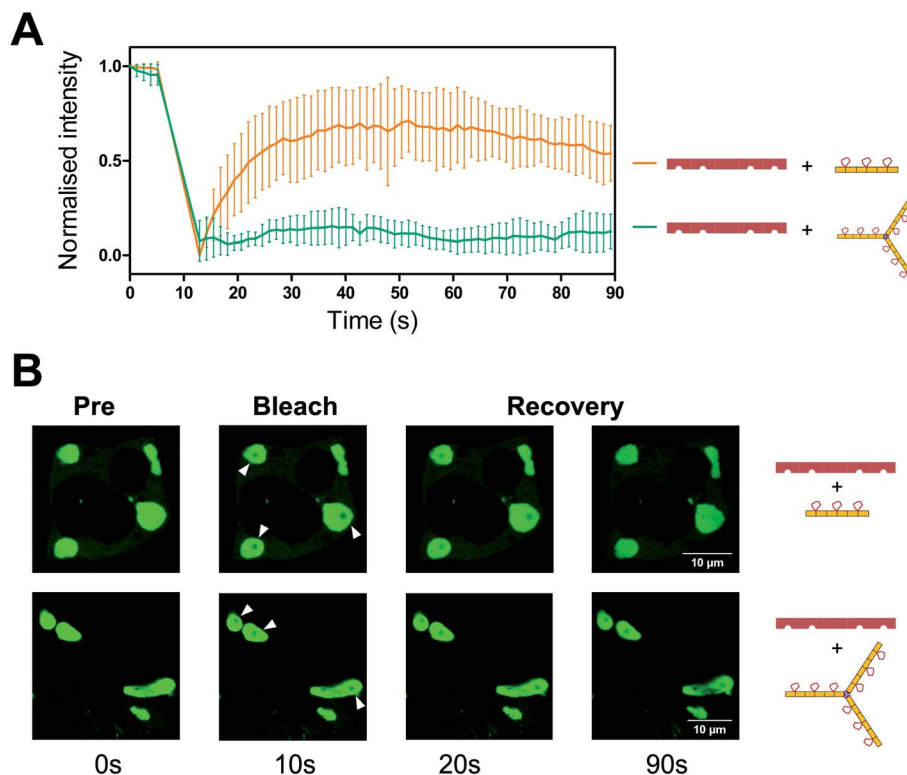 A
Normalised intensity
1.0
0.5
0.0
0 10 20 30 40 50 60 70 80 90
Time (s)
+
+
B
Pre Bleach Recovery
10 µm
+
10 µm
+
0s 10s 20s 90s